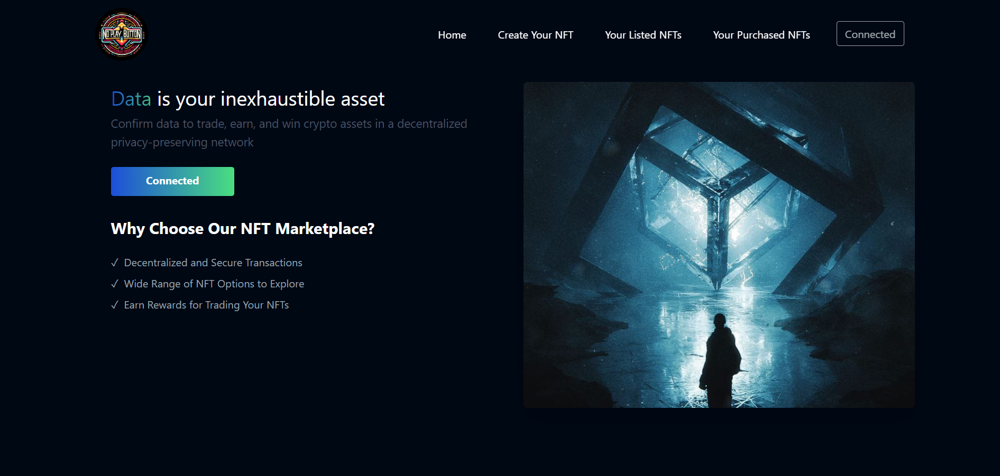 NO PLAY BUTTON
Home
Create Your NFT
Your Listed NFTs
Your Purchased NFTs
Connected
Data is your inexhaustible asset
Confirm data to trade, earn, and win crypto assets in a decentralized
privacy-preserving network
Connected
Why Choose Our NFT Marketplace?
✓ Decentralized and Secure Transactions
✓ Wide Range of NFT Options to Explore
✓ Earn Rewards for Trading Your NFTs